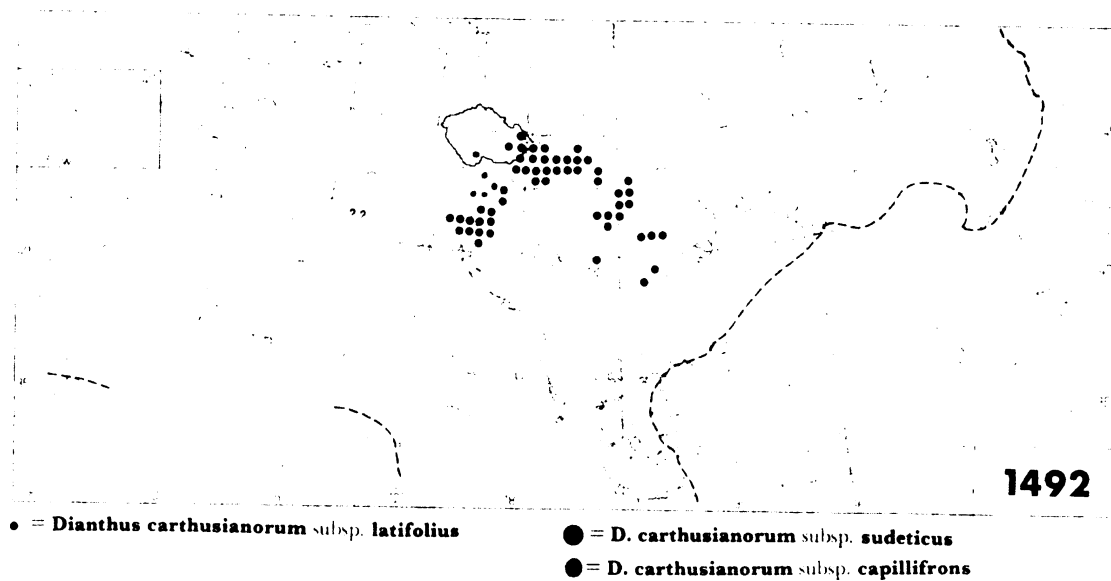 ??
1492
• = Dianthus carthusianorum subsp. latifolius
● = D. carthusianorum subsp. sudeticus
● = D. carthusianorum subsp. capillifrons